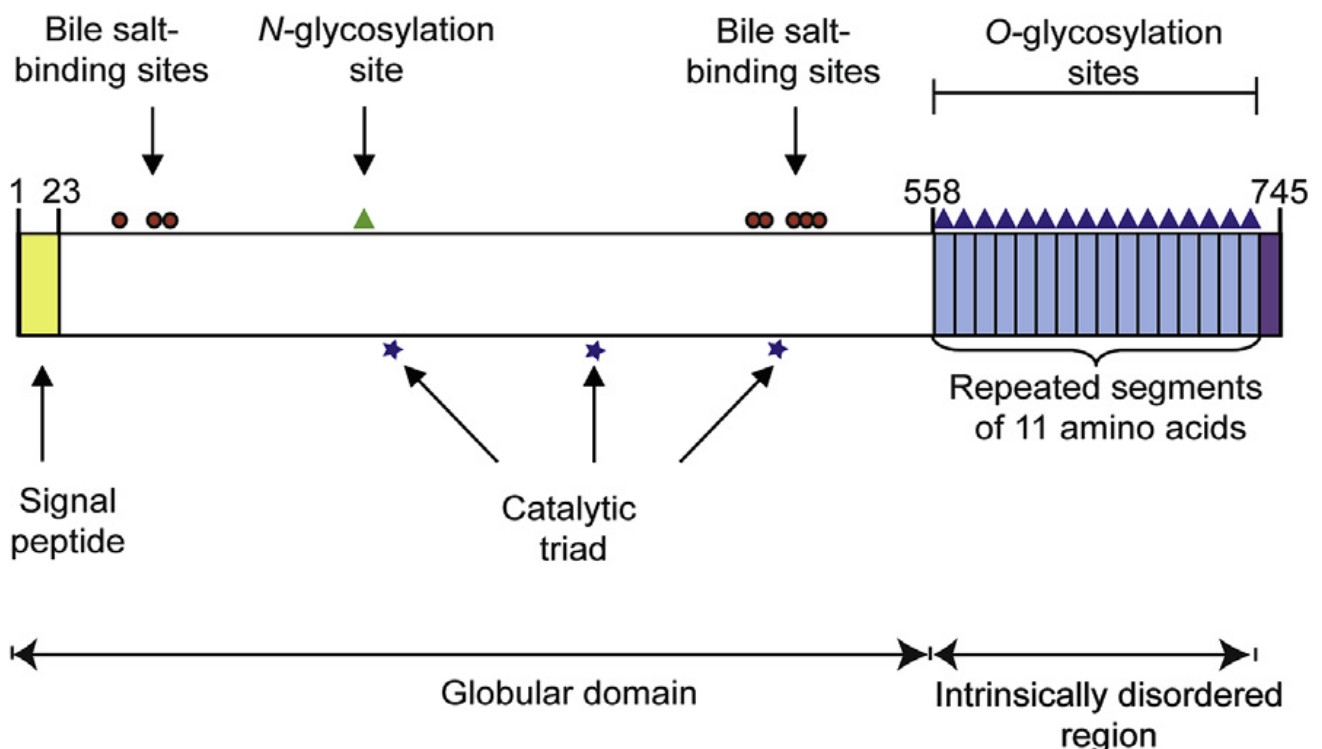 Bile salt-
binding sites
N-glycosylation
site
Bile salt-
binding sites
O-glycosylation
sites
1 23 558 745
Signal
peptide
Catalytic
triad
Repeated segments
of 11 amino acids
Globular domain
Intrinsically disordered
region